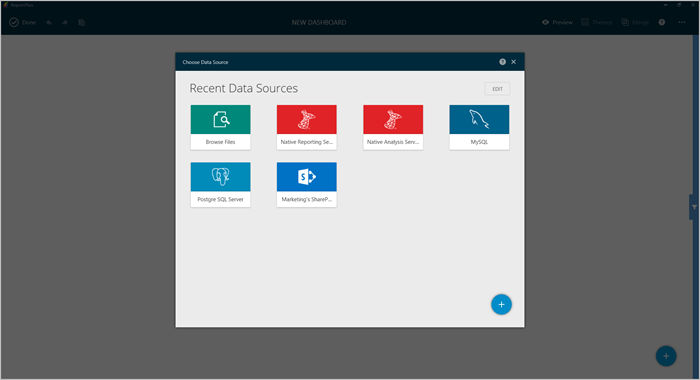 ReportPlus
Done
NEW DASHBOARD
Preview
Choose Data Source
Recent Data Sources
EDIT
Browse Files
Native Reporting Se...
Native Analysis Serv...
MySQL
Postgre SQL Server
Marketing's ShareP...